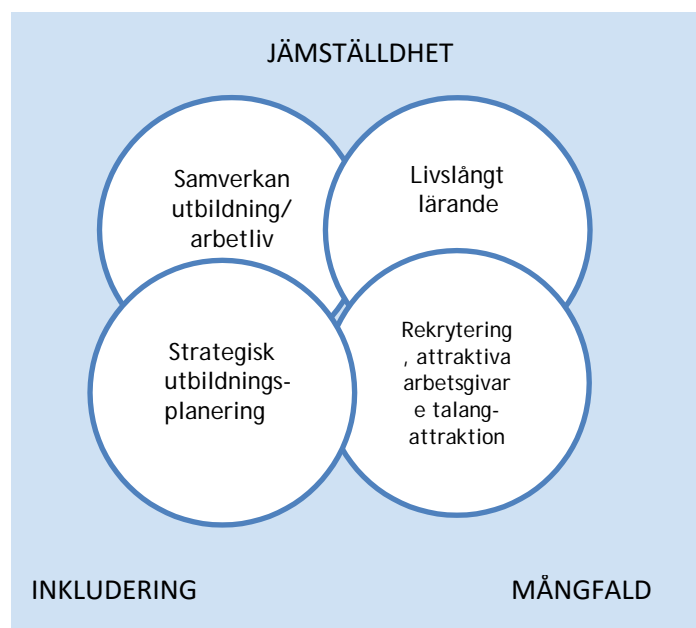 JÄMSTÄLLDHET
Samverkan
utbildning/
arbetliv
Livslångt
lärande
Strategisk
utbildnings-
planering
Rekrytering
, attraktiva
arbetsgivar
e talang-
attraktion
INKLUDERING
MÅNGFALD